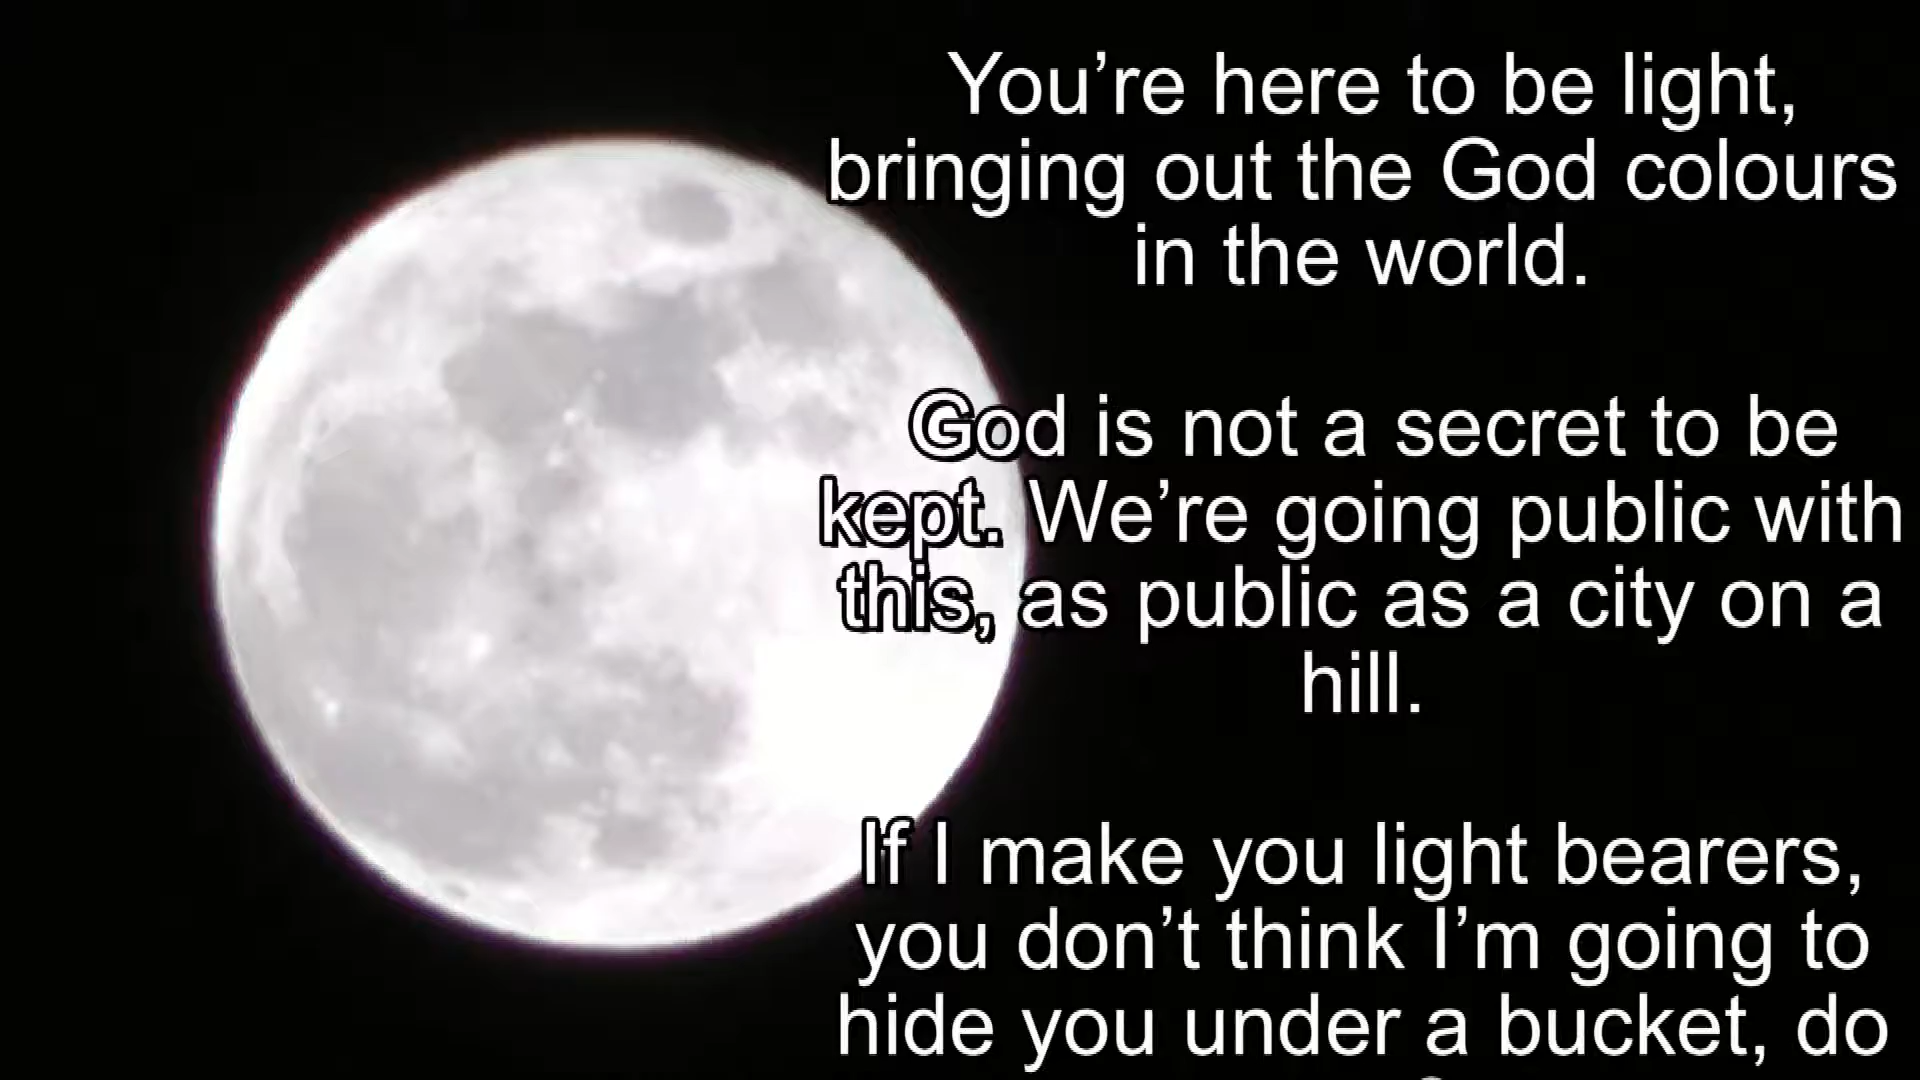 You’re here to be light,
bringing out the God colours
in the world.
God is not a secret to be
kept. We’re going public with
this, as public as a city on a
hill.
If I make you light bearers,
you don’t think I’m going to
hide you under a bucket, do